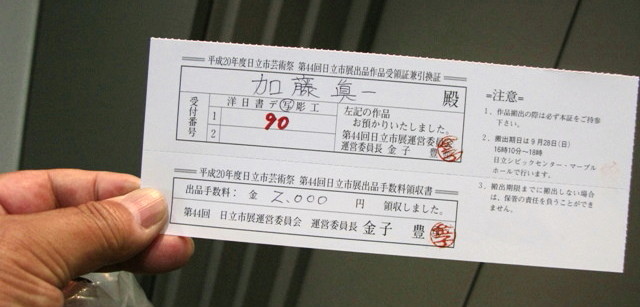 平成20年度日立市芸術祭 第44回日立市展出品作品受領証兼引換証
加藤眞一 殿
受付番号
洋日書デ写彫工
1 90
2
左記の作品
お預かりいたしました。
第44回日立市展運営委員会
運営委員長 金子 豊
平成20年度日立市芸術祭 第44回日立市展出品手数料領収書
出品手数料: 金 2,000 円 領収しました。
第44回 日立市展運営委員会 運営委員長 金子 豊
=注意=
1、作品搬出の際は必ず本証をご持参
下さい。
2、搬出期日は9月28日(日)
16時10分〜18時
日立シビックセンター・マーブル
ホールで行います。
3、搬出期限までに搬出しない場合
は、保管の責任を負うことができ
ません。